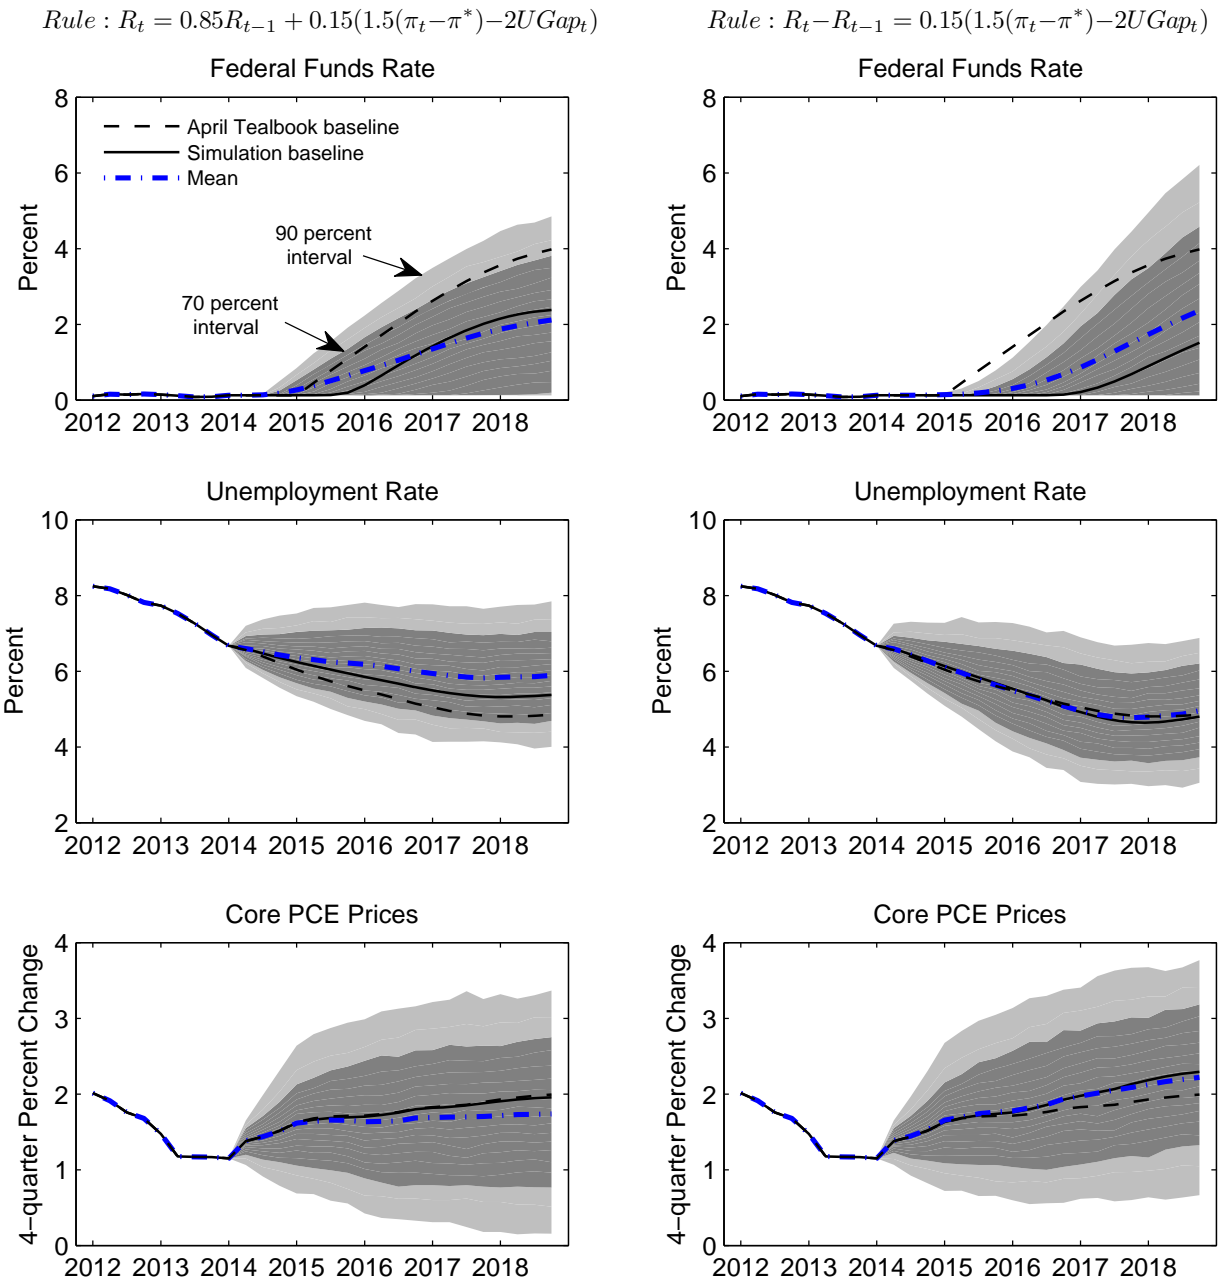 Rule : R_t = 0.85R_{t−1} + 0.15(1.5(π_t−π*)−2UGap_t)
Rule : R_t−R_{t−1} = 0.15(1.5(π_t−π*)−2UGap_t)
Federal Funds Rate
Percent
8
6
4
2
0
April Tealbook baseline
Simulation baseline
Mean
90 percent
interval
70 percent
interval
2012 2013 2014 2015 2016 2017 2018
Federal Funds Rate
Percent
8
6
4
2
0
2012 2013 2014 2015 2016 2017 2018
Unemployment Rate
Percent
10
8
6
4
2
2012 2013 2014 2015 2016 2017 2018
Unemployment Rate
Percent
10
8
6
4
2
2012 2013 2014 2015 2016 2017 2018
Core PCE Prices
4−quarter Percent Change
4
3
2
1
0
2012 2013 2014 2015 2016 2017 2018
Core PCE Prices
4−quarter Percent Change
4
3
2
1
0
2012 2013 2014 2015 2016 2017 2018